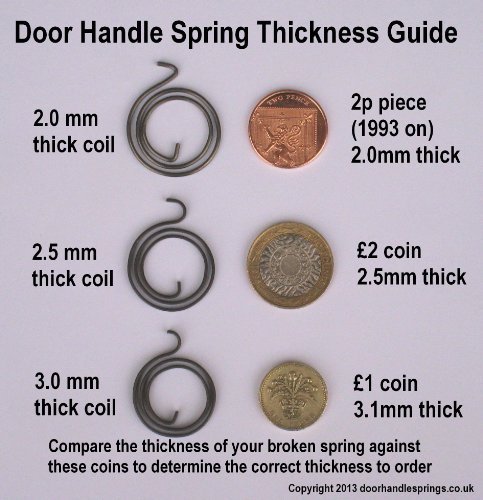 Door Handle Spring Thickness Guide
2.0 mm
thick coil
TWO PENCE
2p piece
(1993 on)
2.0mm thick
2.5 mm
thick coil
£2 coin
2.5mm thick
3.0 mm
thick coil
£1 coin
3.1mm thick
Compare the thickness of your broken spring against
these coins to determine the correct thickness to order
Copyright 2013 doorhandlesprings.co.uk